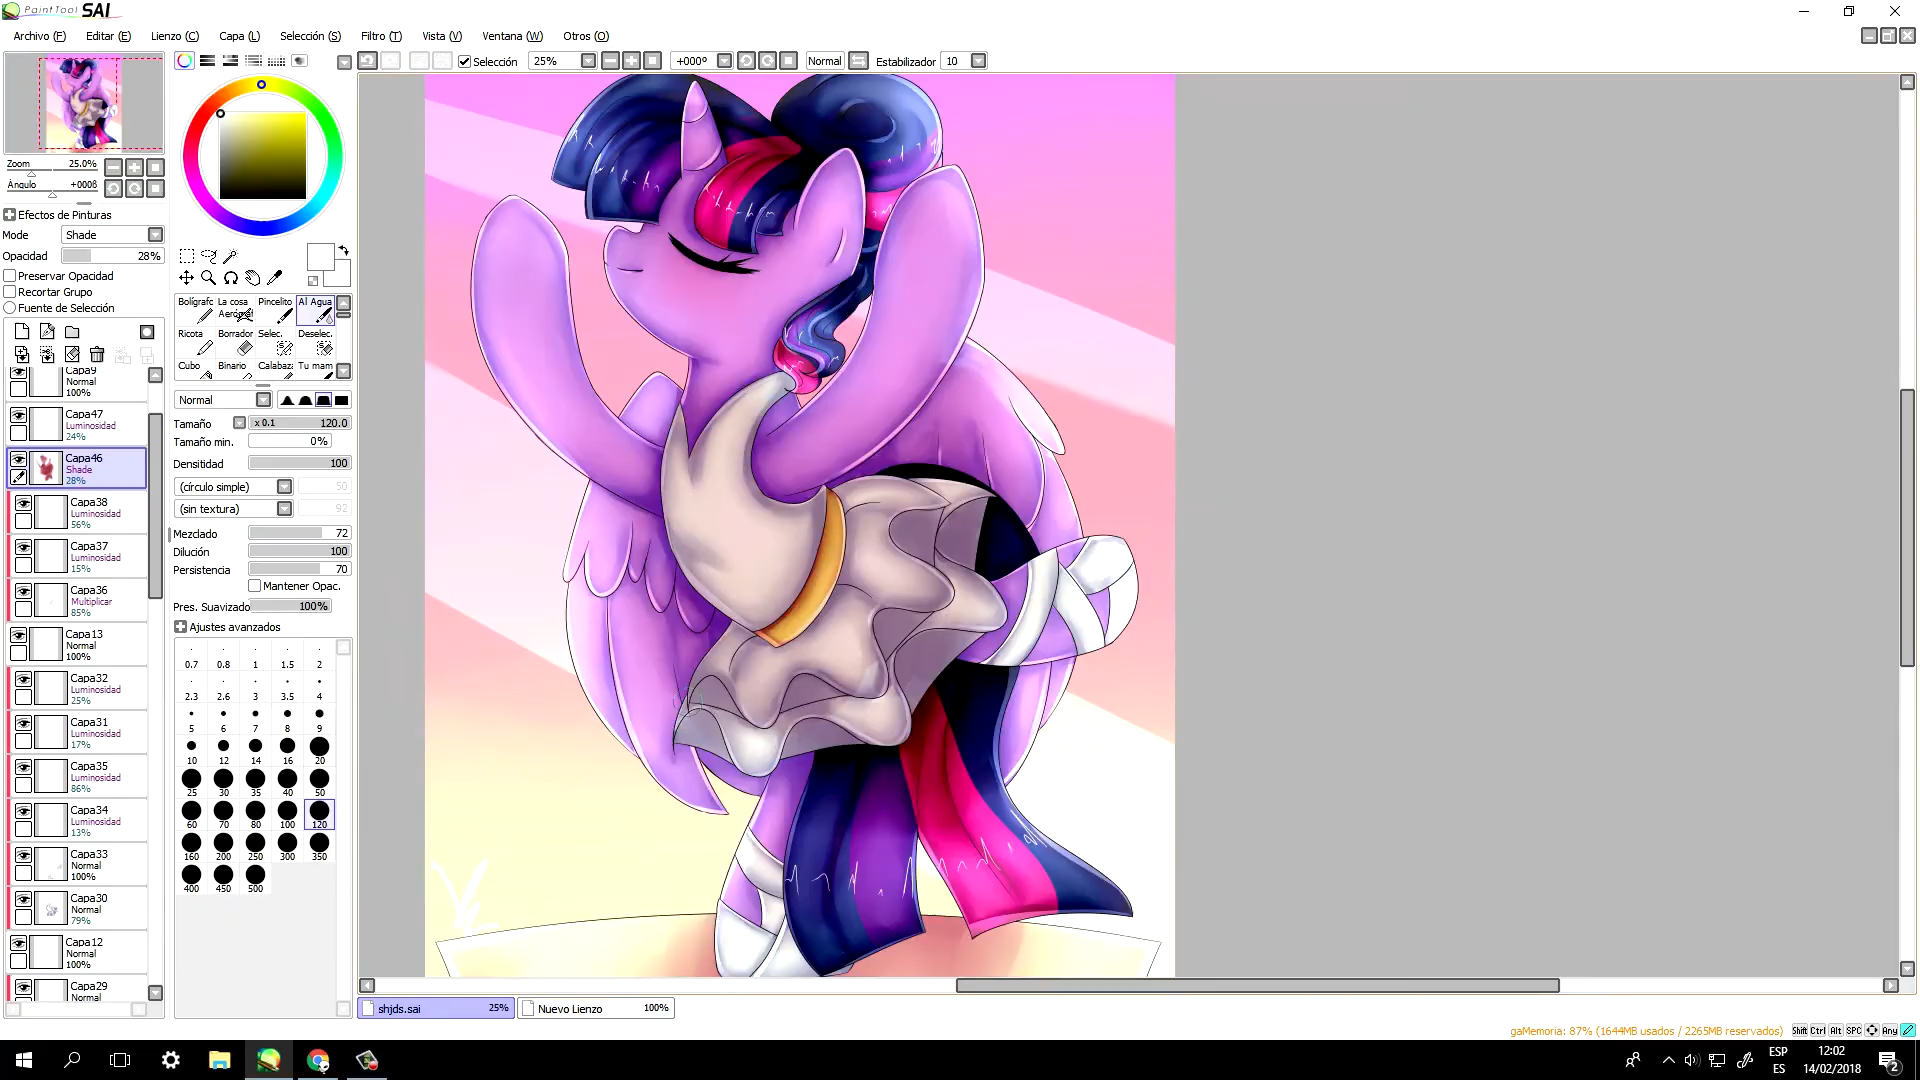 PaintTool SAI
Archivo (F) Editar (E) Lienzo (C) Capa (L) Selección (S) Filtro (T) Vista (V) Ventana (W) Otros (O)
Selección 25% +000º Normal Estabilizador 10
Zoom 25.0%
Ángulo +000º
Efectos de Pinturas
Mode Shade
Opacidad 28%
Preservar Opacidad
Recortar Grupo
Fuente de Selección
Capa9
Normal
100%
Capa47
Luminosidad
24%
Capa46
Shade
28%
Capa38
Luminosidad
56%
Capa37
Luminosidad
15%
Capa36
Multiplicar
85%
Capa13
Normal
100%
Capa32
Luminosidad
25%
Capa31
Luminosidad
17%
Capa35
Luminosidad
86%
Capa34
Luminosidad
13%
Capa33
Normal
100%
Capa30
Normal
79%
Capa12
Normal
100%
Capa29
Normal
Bolígrafo La cosa Pincelito Al Agua
Ricota Borrador Selec. Deselec.
Cubo Binario Calabaza Tu mam
Normal
Tamaño x 0.1 120.0
Tamaño min. 0%
Densitidad 100
(círculo simple) 50
(sin textura) 92
Mezclado 72
Dilución 100
Persistencia 70
Mantener Opac.
Pres. Suavizado 100%
Ajustes avanzados
0.7 0.8 1 1.5 2
2.3 2.6 3 3.5 4
5 6 7 8 9
10 12 14 16 20
25 30 35 40 50
60 70 80 100 120
160 200 250 300 350
400 450 500
shjds.sai 25% Nuevo Lienzo 100%
gaMemoria: 87% (1644MB usados / 2265MB reservados) Shift Ctrl Alt SPC Any
ESP
ES
12:02
14/02/2018
2